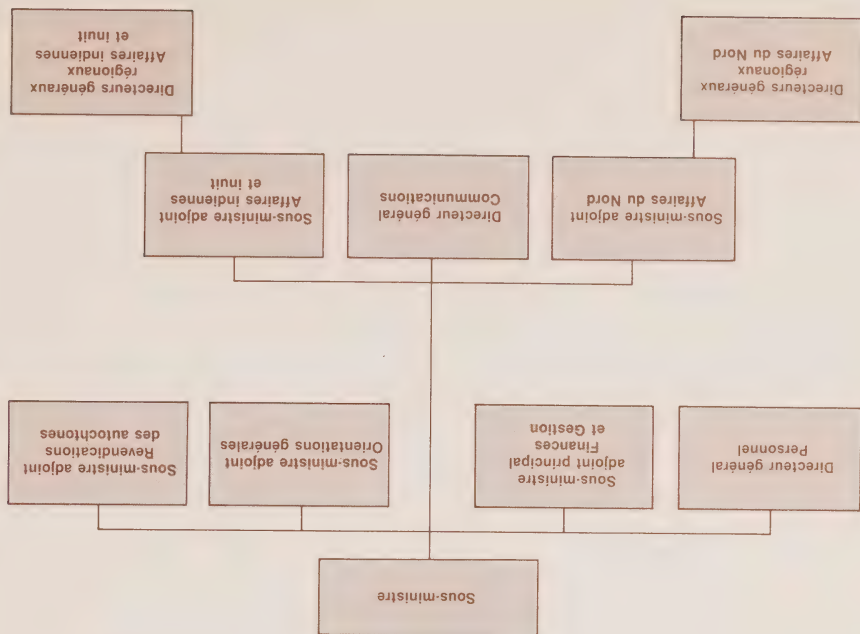 Sous-ministre
Directeur général
Personnel
Sous-ministre
adjoint principal
Finances
et Gestion
Sous-ministre adjoint
Orientations générales
Sous-ministre adjoint
Revendications
des autochtones
Sous-ministre adjoint
Affaires du Nord
Directeur général
Communications
Sous-ministre adjoint
Affaires indiennes
et inuit
Directeurs généraux
régionaux
Affaires du Nord
Directeurs généraux
régionaux
Affaires indiennes
et inuit